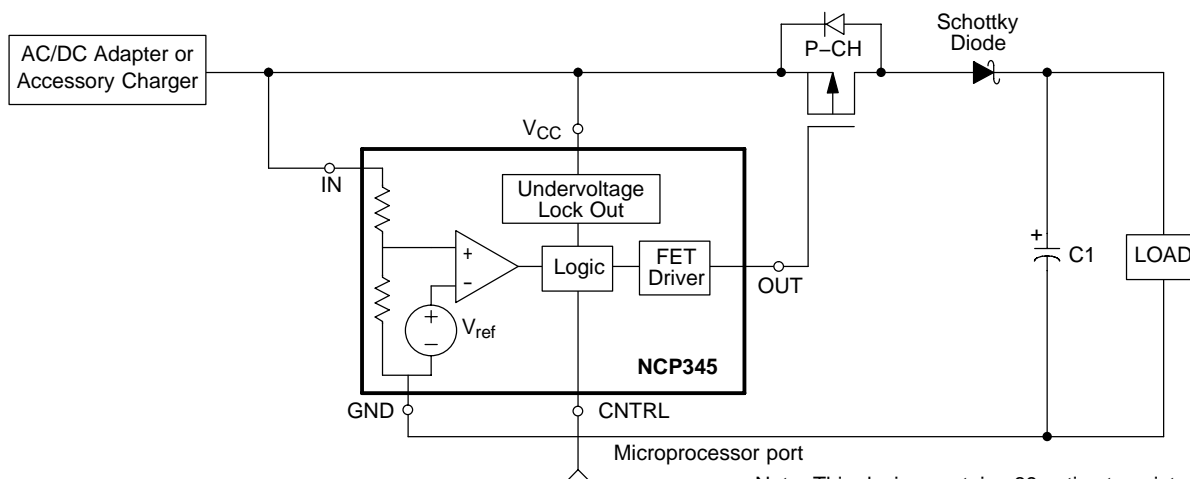 AC/DC Adapter or
Accessory Charger
P−CH
Schottky
Diode
VCC
IN
Undervoltage
Lock Out
+
−
Logic
FET
Driver
OUT
+
−
Vref
NCP345
+
C1
LOAD
GND
CNTRL
Microprocessor port